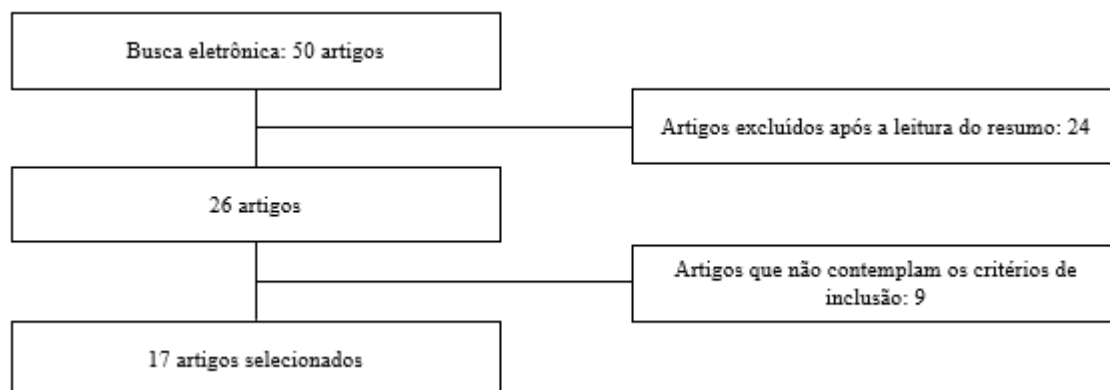 Busca eletrônica: 50 artigos
Artigos excluídos após a leitura do resumo: 24
26 artigos
Artigos que não contemplam os critérios de
inclusão: 9
17 artigos selecionados